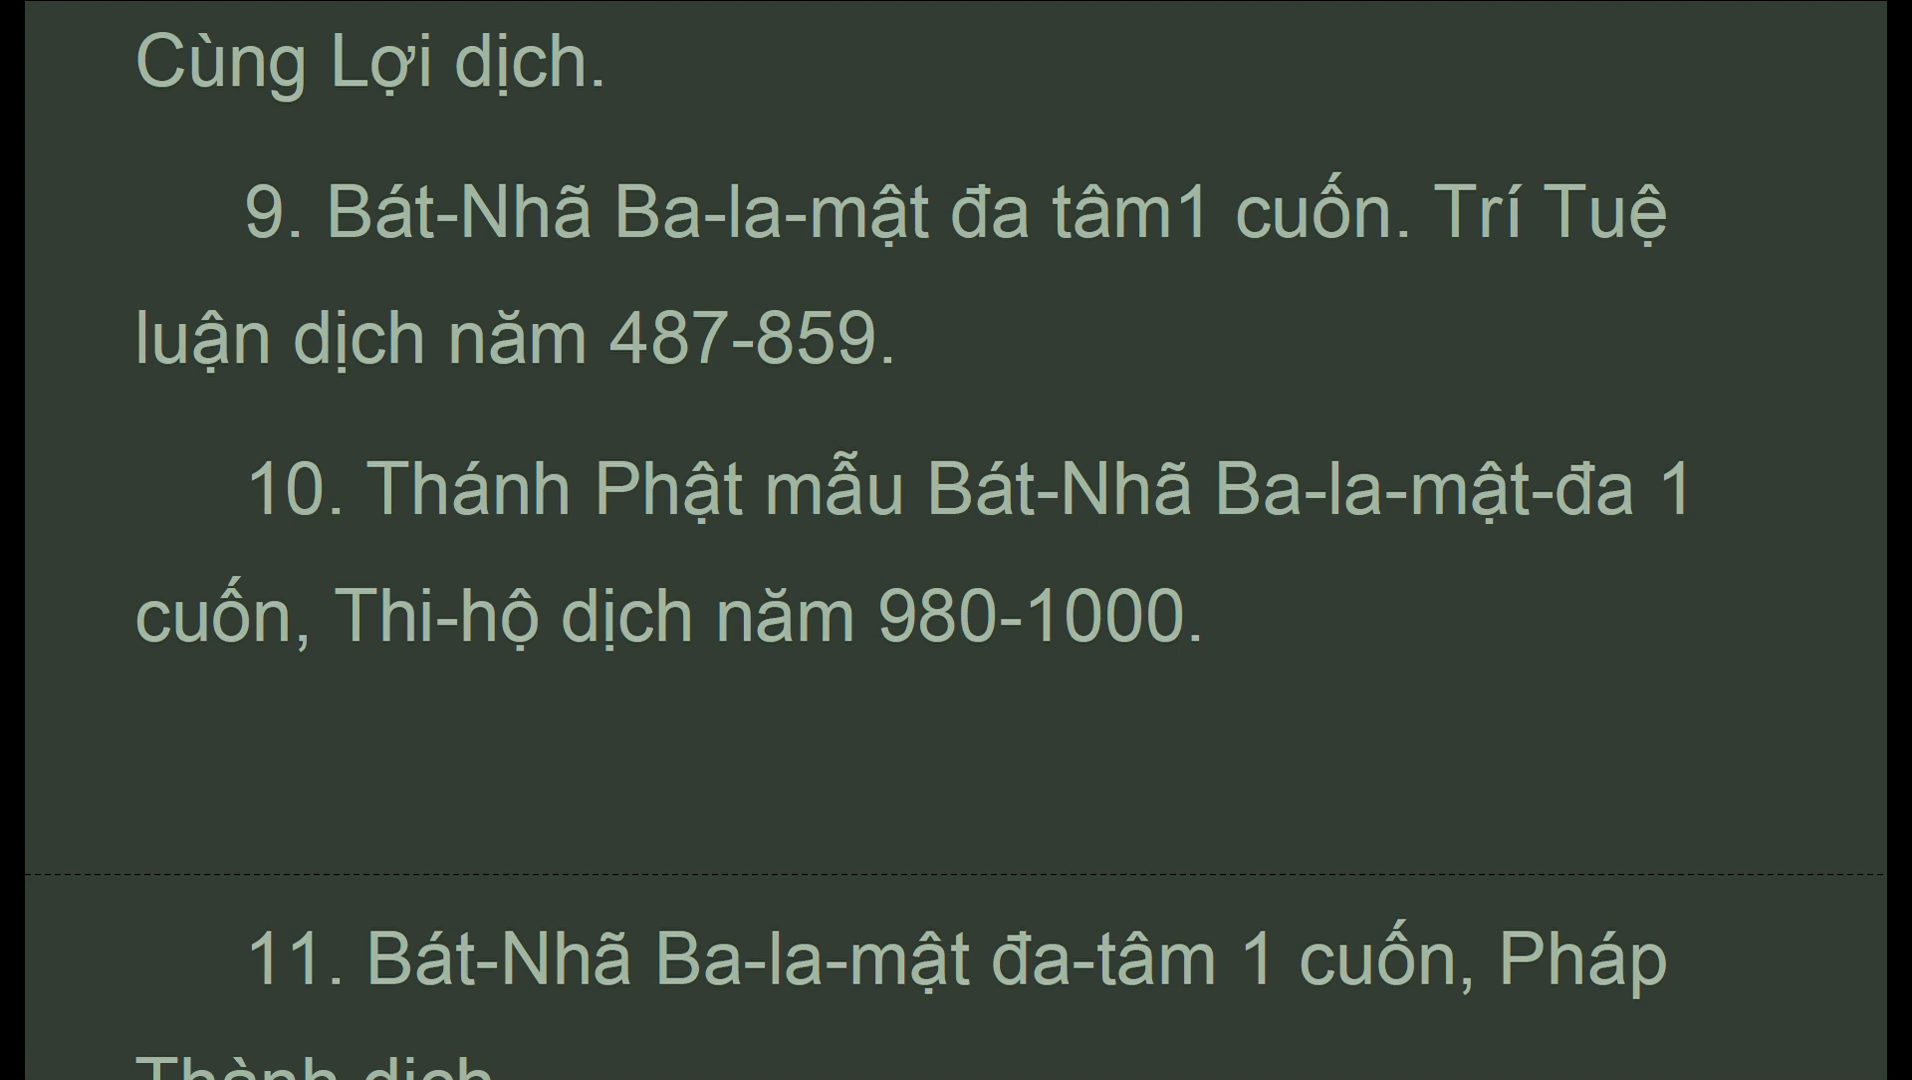 Cùng Lợi dịch.
9. Bát-Nhã Ba-la-mật đa tâm1 cuốn. Trí Tuệ
luận dịch năm 487-859.
10. Thánh Phật mẫu Bát-Nhã Ba-la-mật-đa 1
cuốn, Thi-hộ dịch năm 980-1000.
11. Bát-Nhã Ba-la-mật đa-tâm 1 cuốn, Pháp
Thành dịch